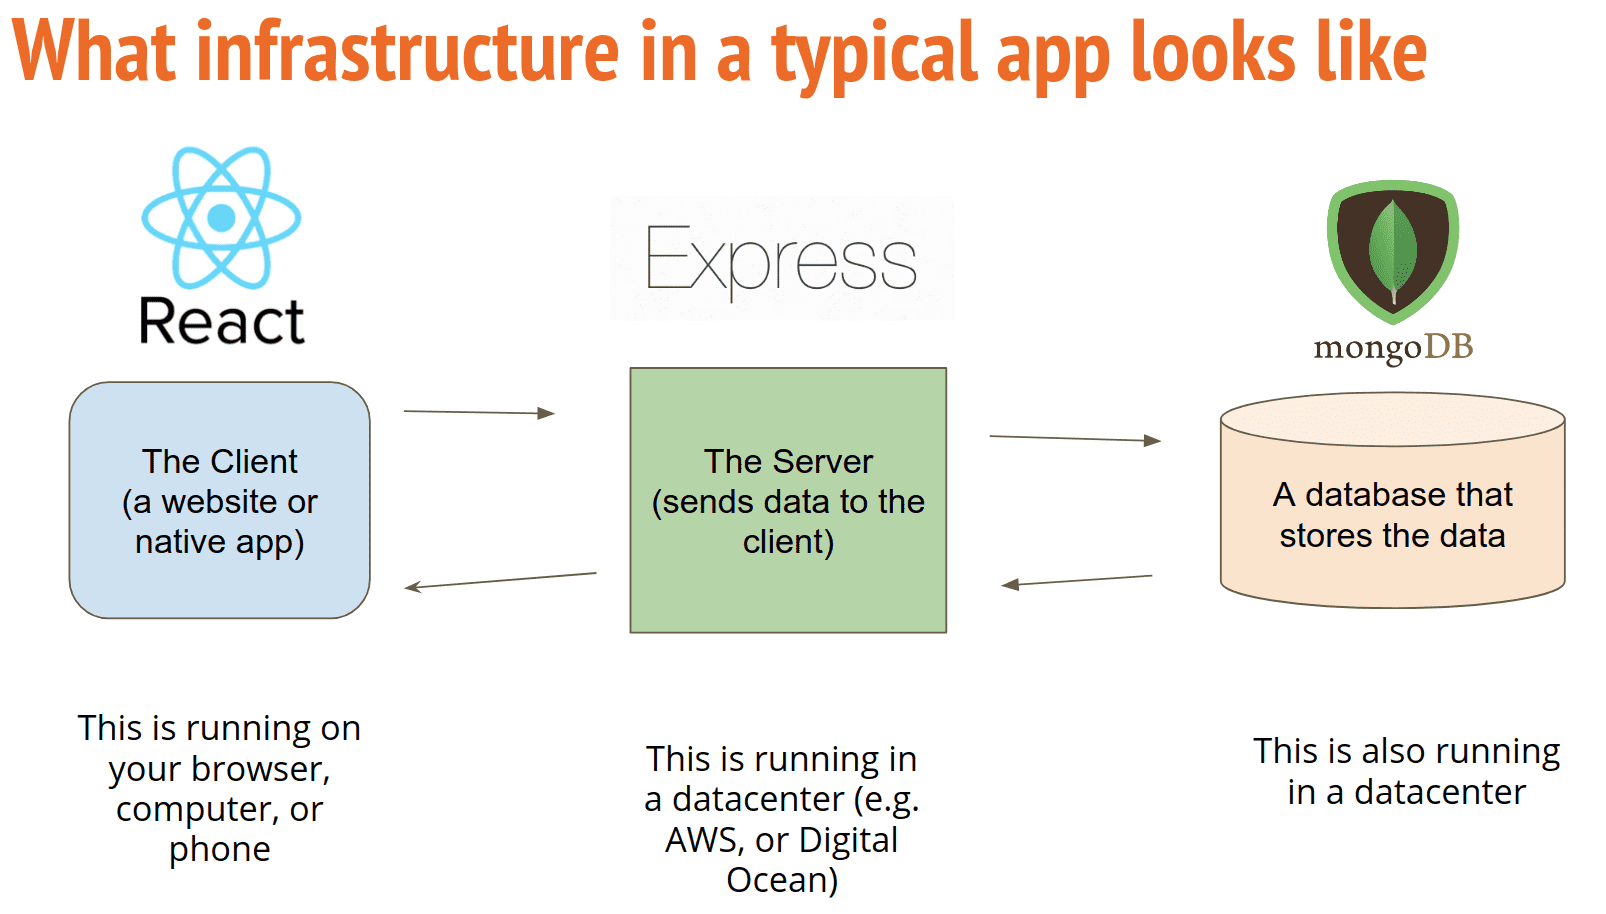 What infrastructure in a typical app looks like
React
Express
mongoDB
The Client
(a website or
native app)
The Server
(sends data to the
client)
A database that
stores the data
This is running on
your browser,
computer, or
phone
This is running in
a datacenter (e.g.
AWS, or Digital
Ocean)
This is also running
in a datacenter